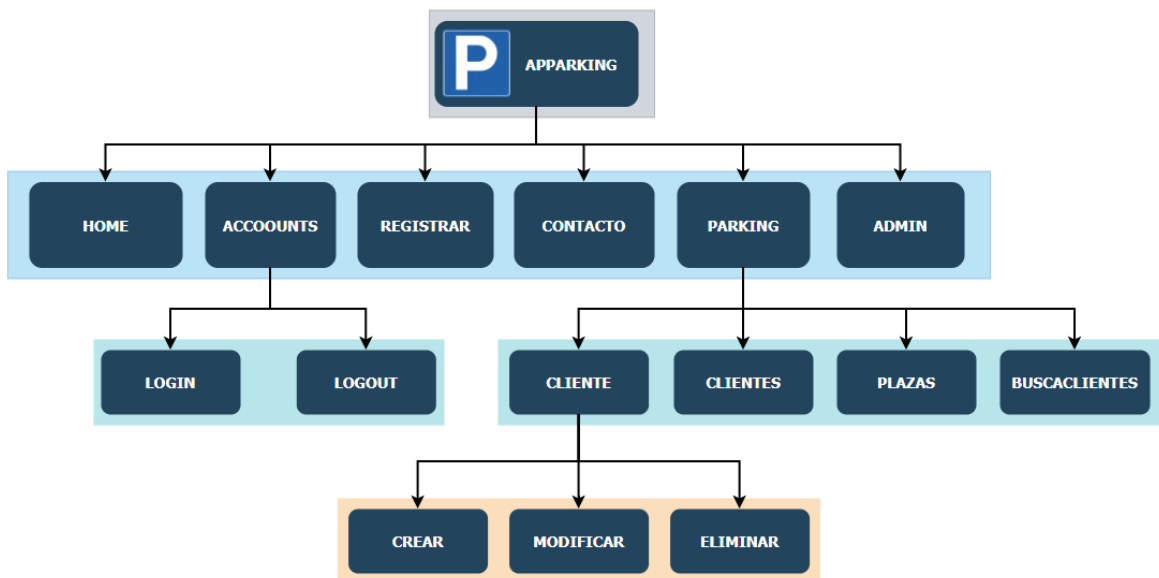 P APPARKING
HOME
ACCOOUNTS
REGISTRAR
CONTACTO
PARKING
ADMIN
LOGIN
LOGOUT
CLIENTE
CLIENTES
PLAZAS
BUSCACLIENTES
CREAR
MODIFICAR
ELIMINAR